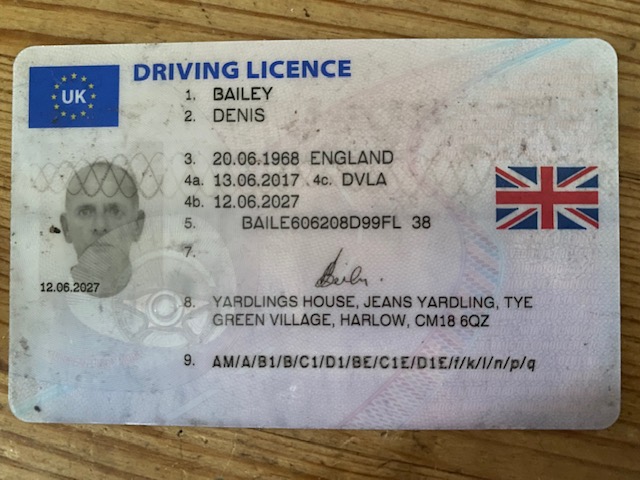 UK
DRIVING LICENCE
1. BAILEY
2. DENIS
3. 20.06.1968 ENGLAND
4a. 13.06.2017 4c. DVLA
4b. 12.06.2027
5. BAILE606208D99FL 38
7.
Bailey.
12.06.2027
8. YARDLINGS HOUSE, JEANS YARDLING, TYE
GREEN VILLAGE, HARLOW, CM18 6QZ
9. AM/A/B1/B/C1/D1/BE/C1E/D1E/f/k/l/n/p/q